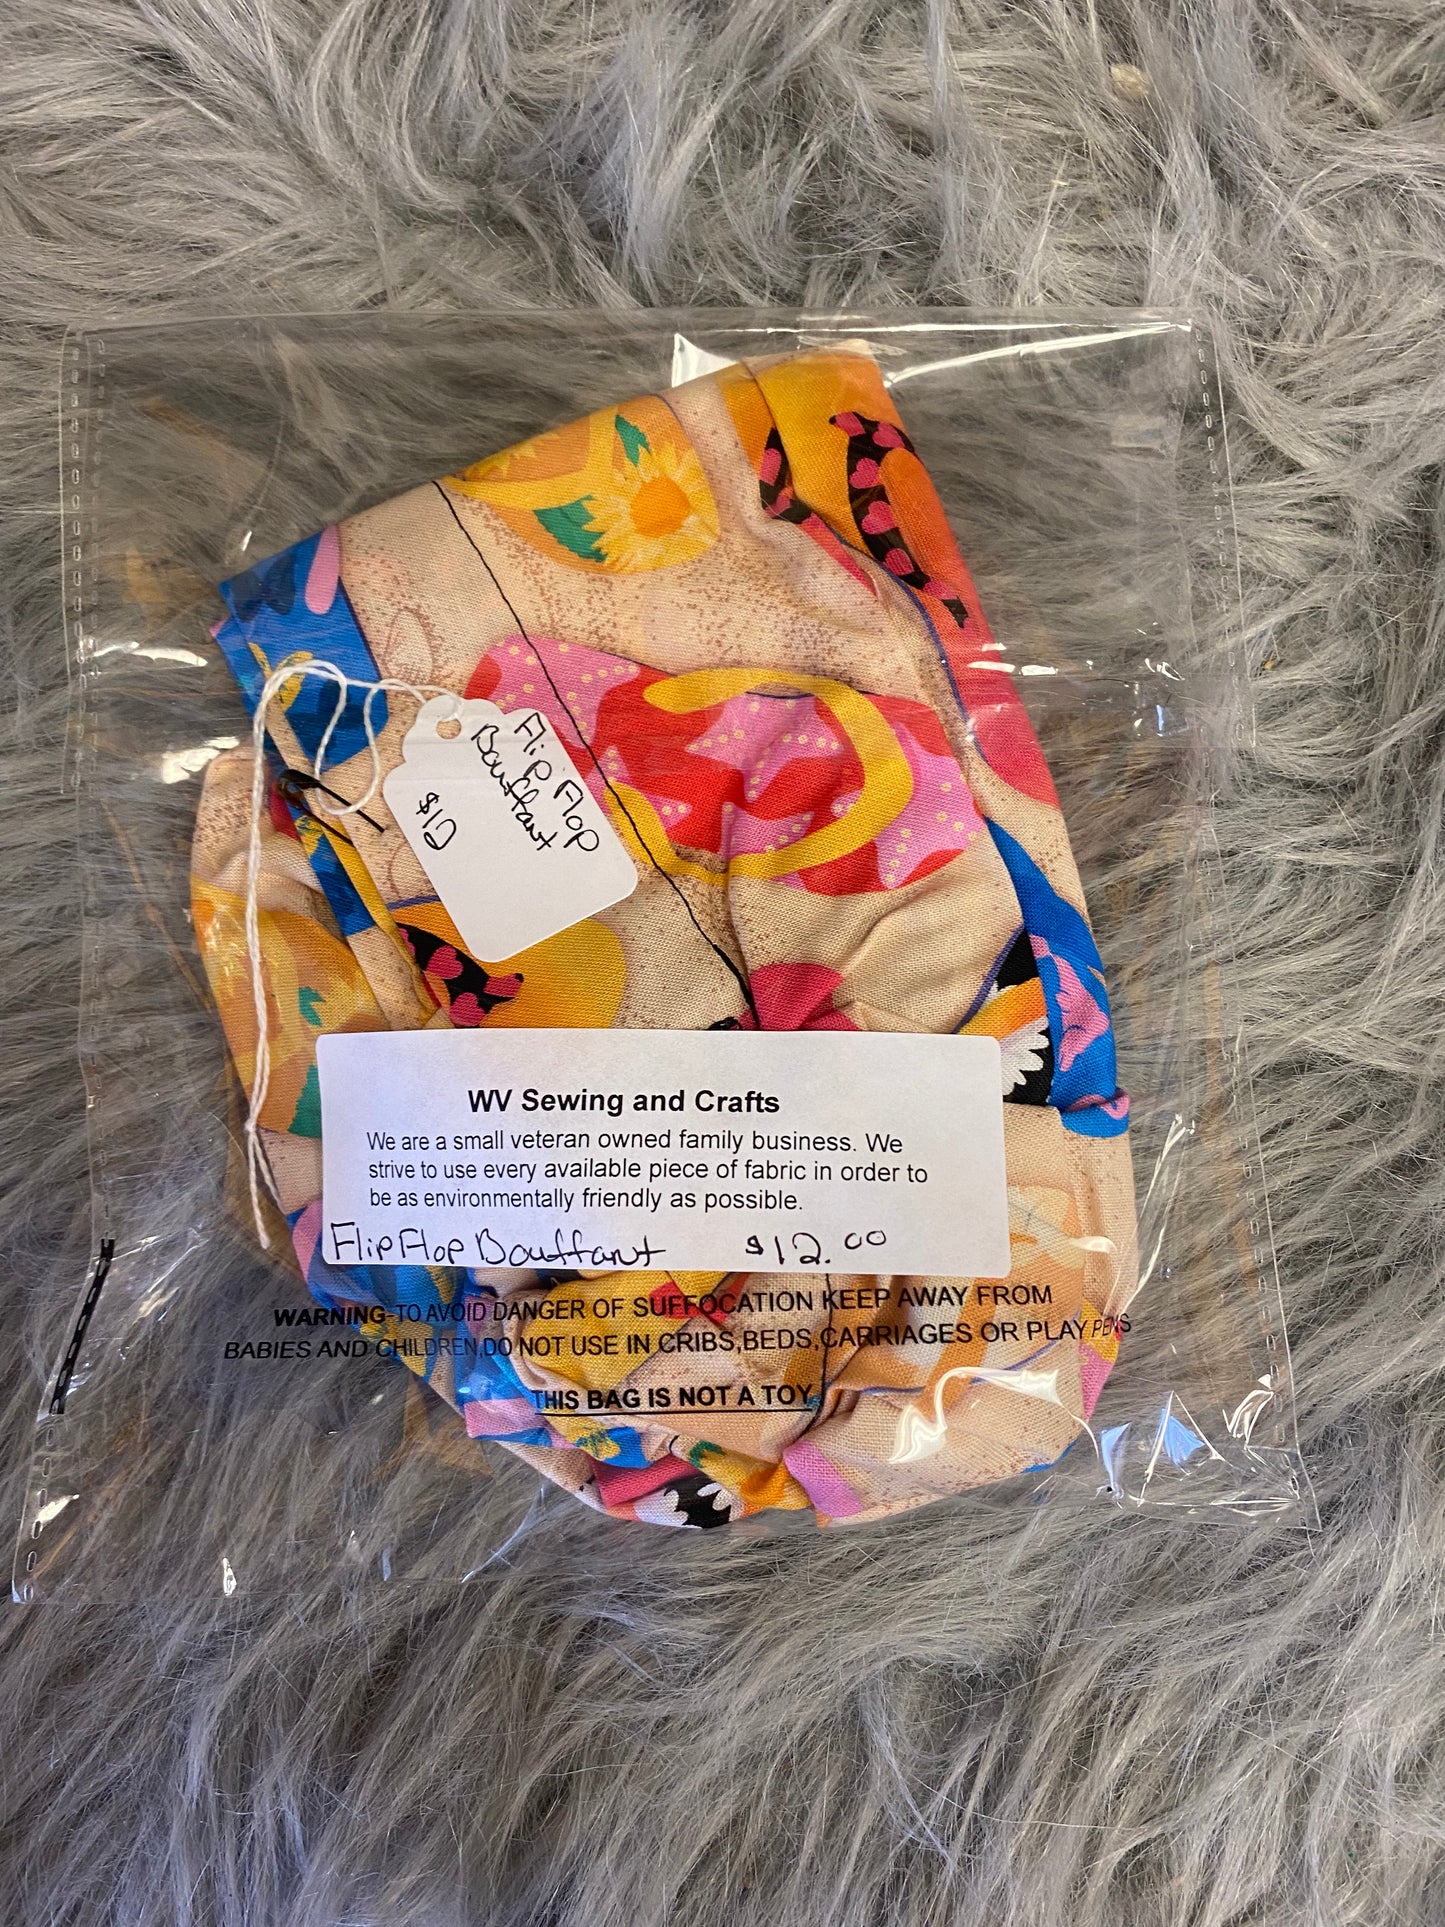 Flip Flop
Bouffant
$12
WV Sewing and Crafts
We are a small veteran owned family business. We
strive to use every available piece of fabric in order to
be as environmentally friendly as possible.
Flip Flop Bouffant $12.00
WARNING-TO AVOID DANGER OF SUFFOCATION KEEP AWAY FROM
BABIES AND CHILDREN,DO NOT USE IN CRIBS,BEDS,CARRIAGES OR PLAY PENS
THIS BAG IS NOT A TOY